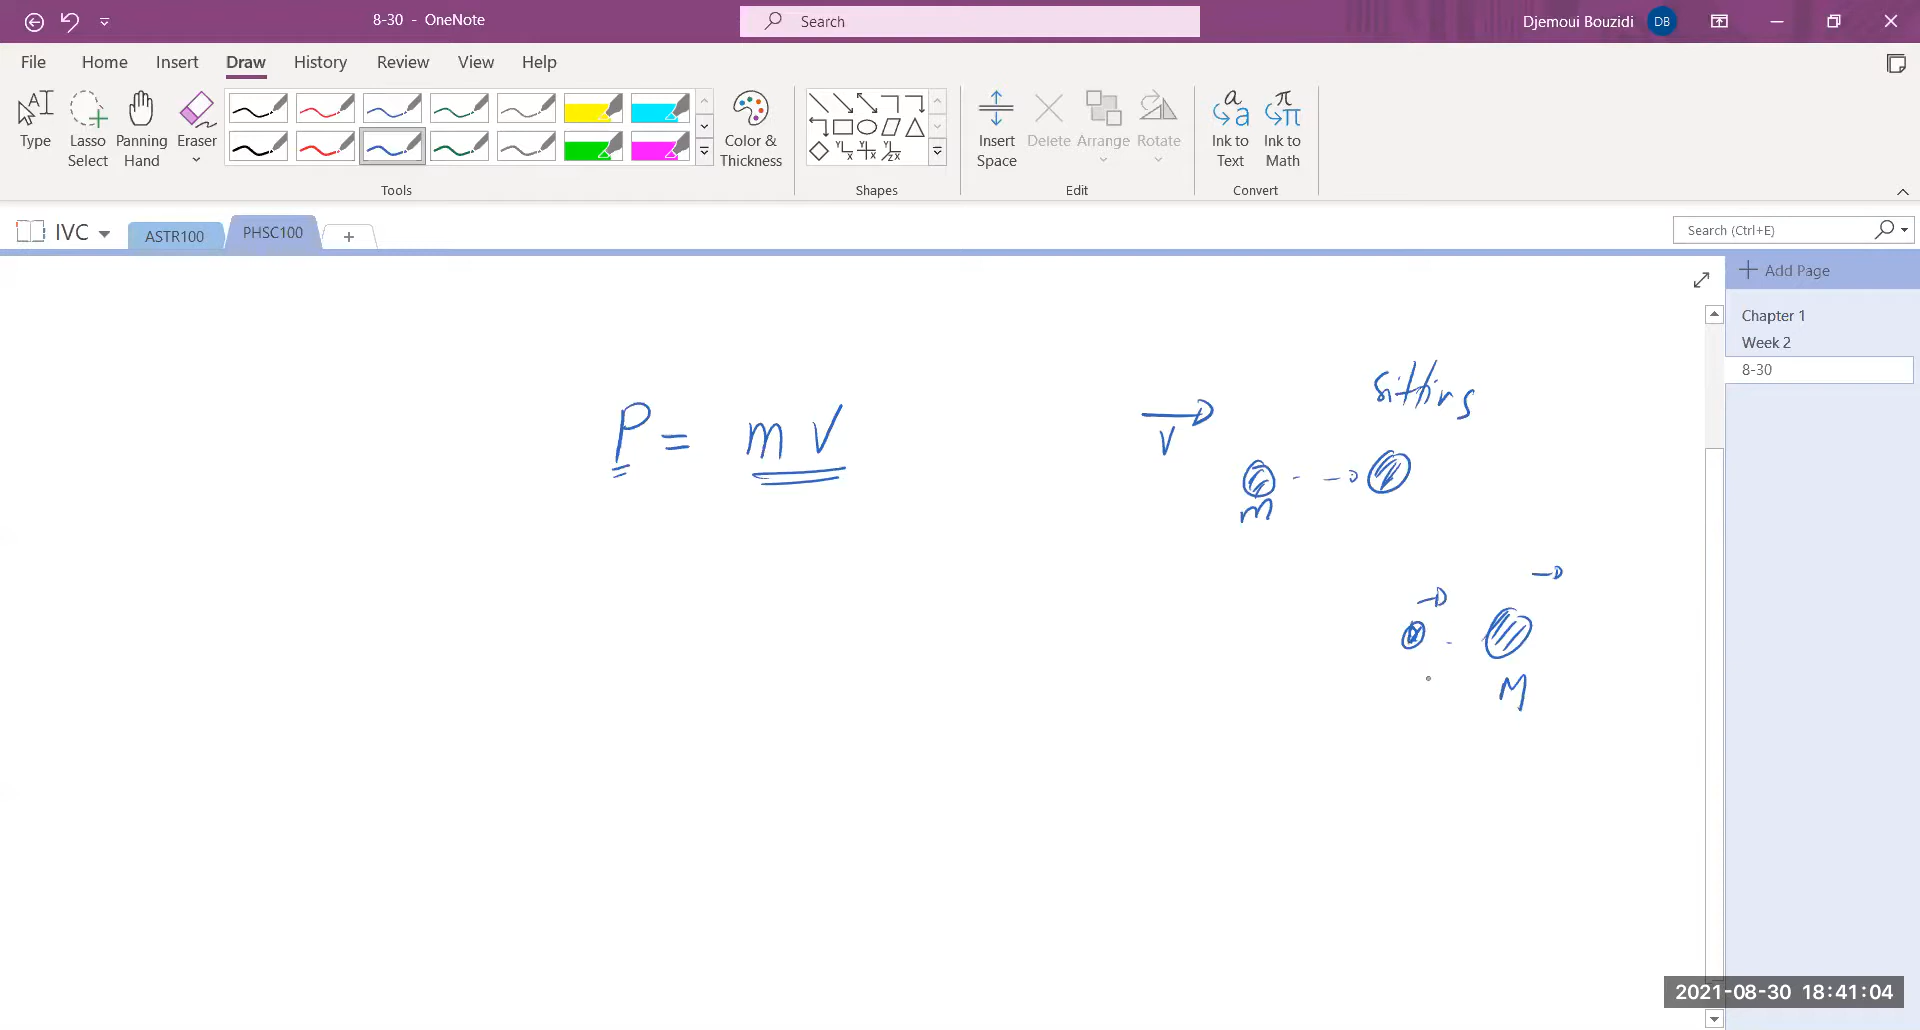 8-30 - OneNote
Search
Djemoui Bouzidi DB
File Home Insert Draw History Review View Help
Type
Lasso Select
Panning Hand
Eraser
Color & Thickness
Insert Space
Delete
Arrange
Rotate
Ink to Text
Ink to Math
Tools
Shapes
Edit
Convert
IVC ASTR100 PHSC100 +
Search (Ctrl+E)
Add Page
Chapter 1
Week 2
8-30
P = m V
V
sitting
m
M
2021-08-30 18:41:04